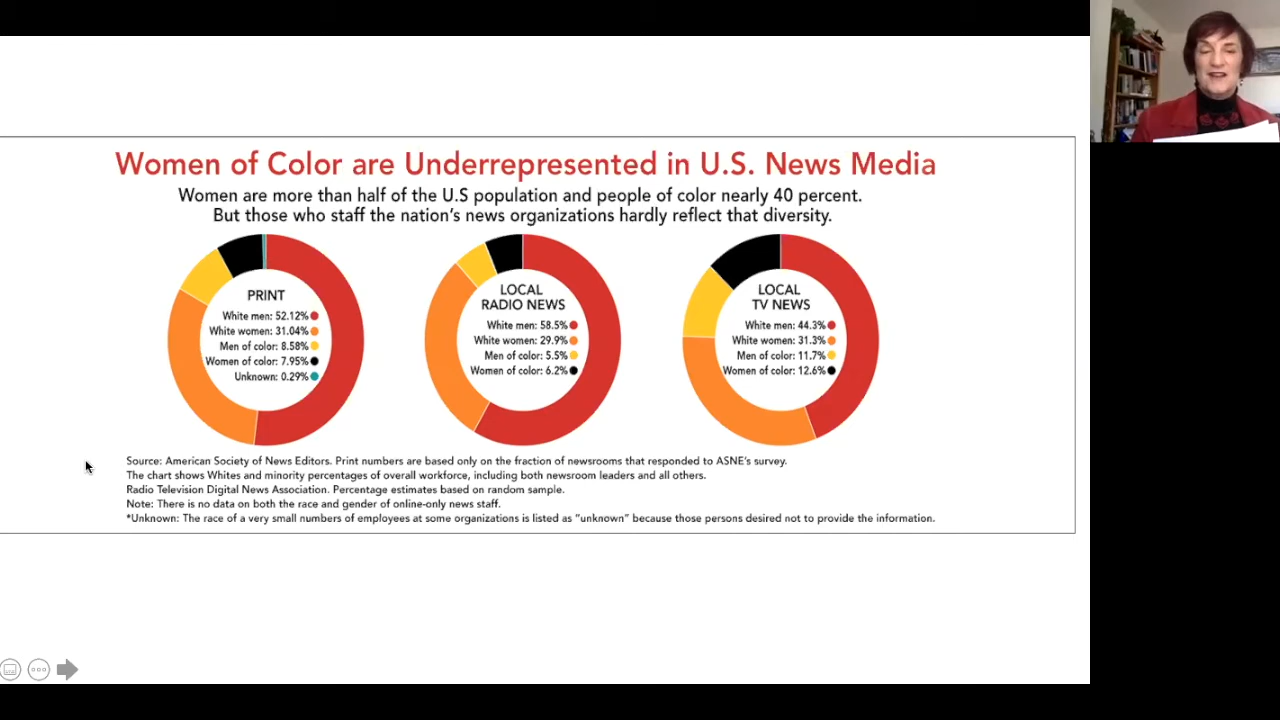 Women of Color are Underrepresented in U.S. News Media
Women are more than half of the U.S population and people of color nearly 40 percent.
But those who staff the nation's news organizations hardly reflect that diversity.
PRINT
White men: 52.12%
White women: 31.04%
Men of color: 8.58%
Women of color: 7.95%
Unknown: 0.29%
LOCAL
RADIO NEWS
White men: 58.5%
White women: 29.9%
Men of color: 5.5%
Women of color: 6.2%
LOCAL
TV NEWS
White men: 44.3%
White women: 31.3%
Men of color: 11.7%
Women of color: 12.6%
Source: American Society of News Editors. Print numbers are based only on the fraction of newsrooms that responded to ASNE's survey.
The chart shows Whites and minority percentages of overall workforce, including both newsroom leaders and all others.
Radio Television Digital News Association. Percentage estimates based on random sample.
Note: There is no data on both the race and gender of online-only news staff.
*Unknown: The race of a very small numbers of employees at some organizations is listed as "unknown" because those persons desired not to provide the information.